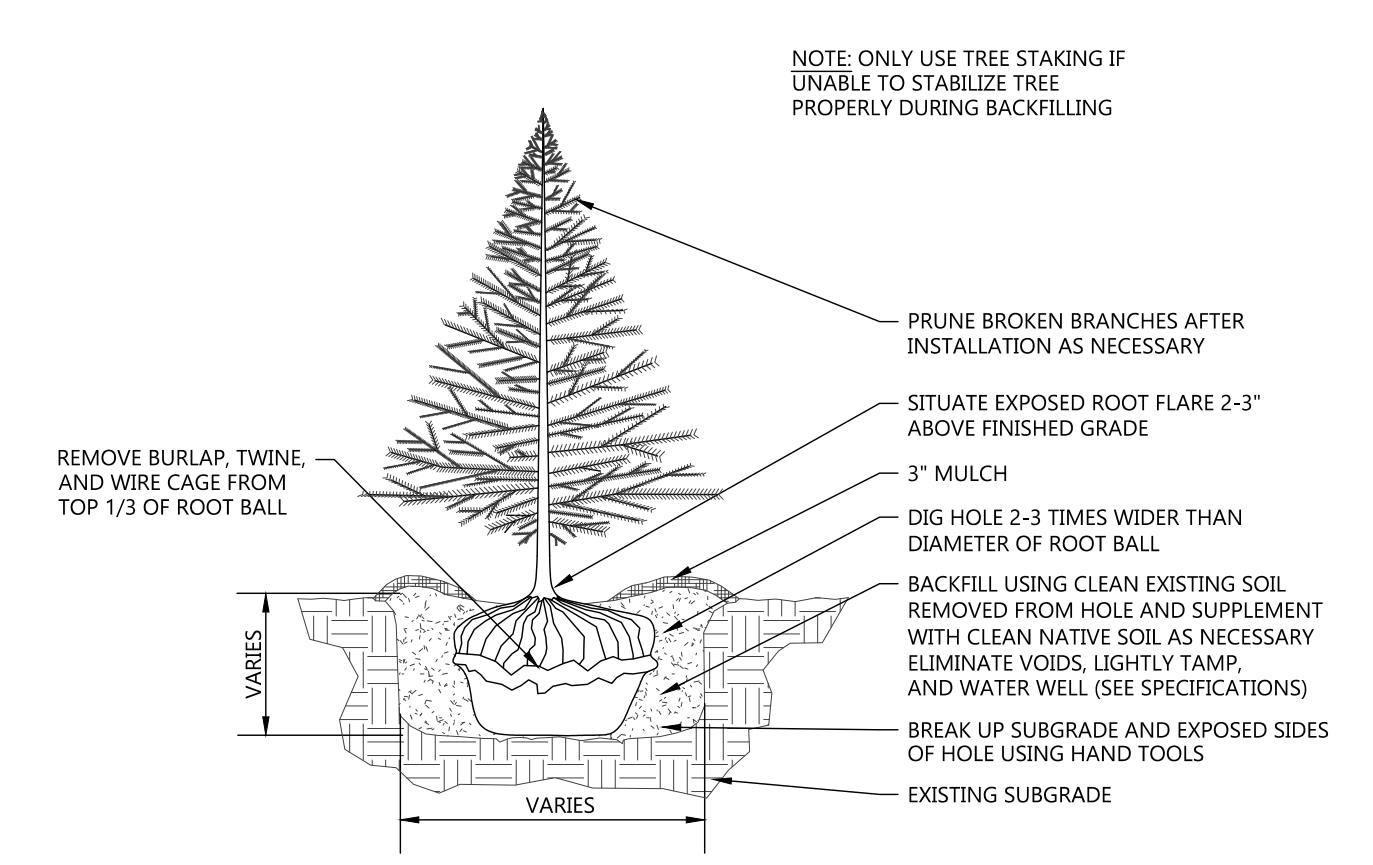 NOTE: ONLY USE TREE STAKING IF
UNABLE TO STABILIZE TREE
PROPERLY DURING BACKFILLING
PRUNE BROKEN BRANCHES AFTER
INSTALLATION AS NECESSARY
SITUATE EXPOSED ROOT FLARE 2-3"
ABOVE FINISHED GRADE
REMOVE BURLAP, TWINE,
AND WIRE CAGE FROM
TOP 1/3 OF ROOT BALL
3" MULCH
DIG HOLE 2-3 TIMES WIDER THAN
DIAMETER OF ROOT BALL
BACKFILL USING CLEAN EXISTING SOIL
REMOVED FROM HOLE AND SUPPLEMENT
WITH CLEAN NATIVE SOIL AS NECESSARY
ELIMINATE VOIDS, LIGHTLY TAMP,
AND WATER WELL (SEE SPECIFICATIONS)
VARIES
BREAK UP SUBGRADE AND EXPOSED SIDES
OF HOLE USING HAND TOOLS
EXISTING SUBGRADE
VARIES